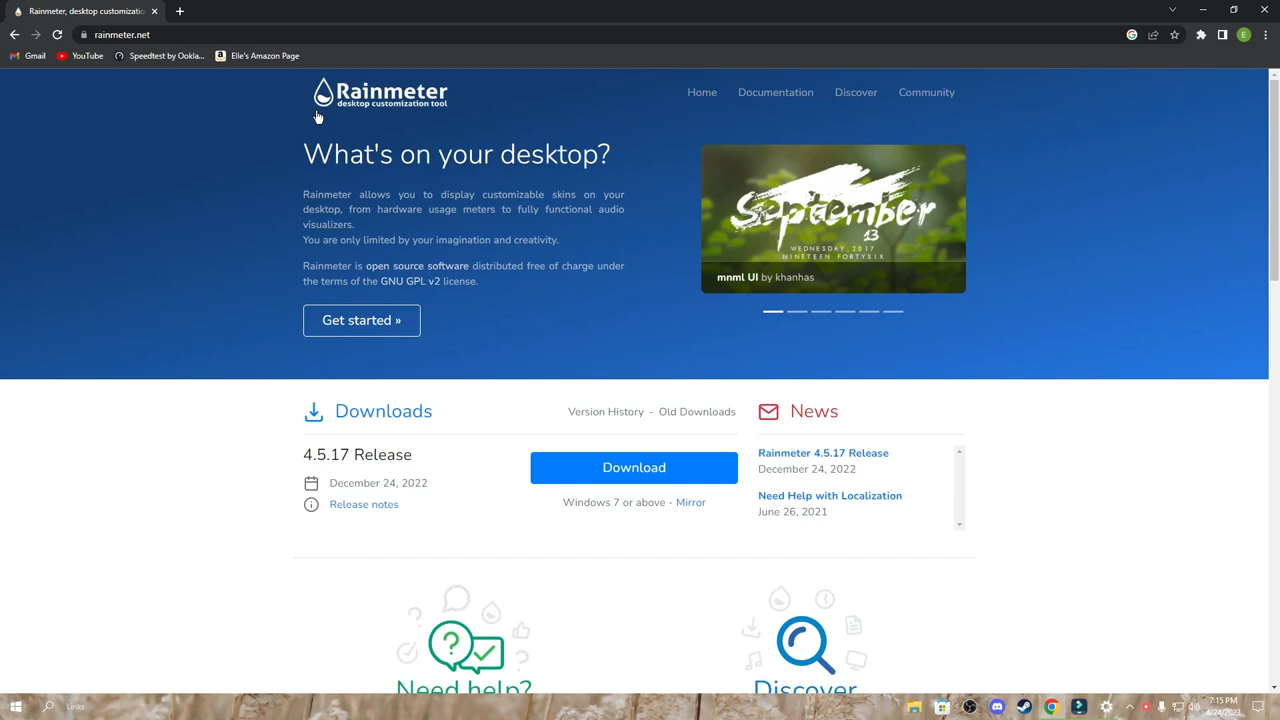 Rainmeter, desktop customizatio
rainmeter.net
E
Gmail
YouTube
Speedtest by Ookla...
Elle's Amazon Page
Rainmeter
desktop customization tool
Home
Documentation
Discover
Community
What's on your desktop?
Rainmeter allows you to display customizable skins on your
desktop, from hardware usage meters to fully functional audio
visualizers.
You are only limited by your imagination and creativity.
Rainmeter is open source software distributed free of charge under
the terms of the GNU GPL v2 license.
Get started »
September
13
WEDNESDAY, 2017
NINETEEN FORTYSIX
mnml UI by khanhas
Downloads
Version History - Old Downloads
4.5.17 Release
December 24, 2022
Release notes
Download
Windows 7 or above - Mirror
News
Rainmeter 4.5.17 Release
December 24, 2022
Need Help with Localization
June 26, 2021
Need help?
Discover
Links
7:15 PM
4/24/2023